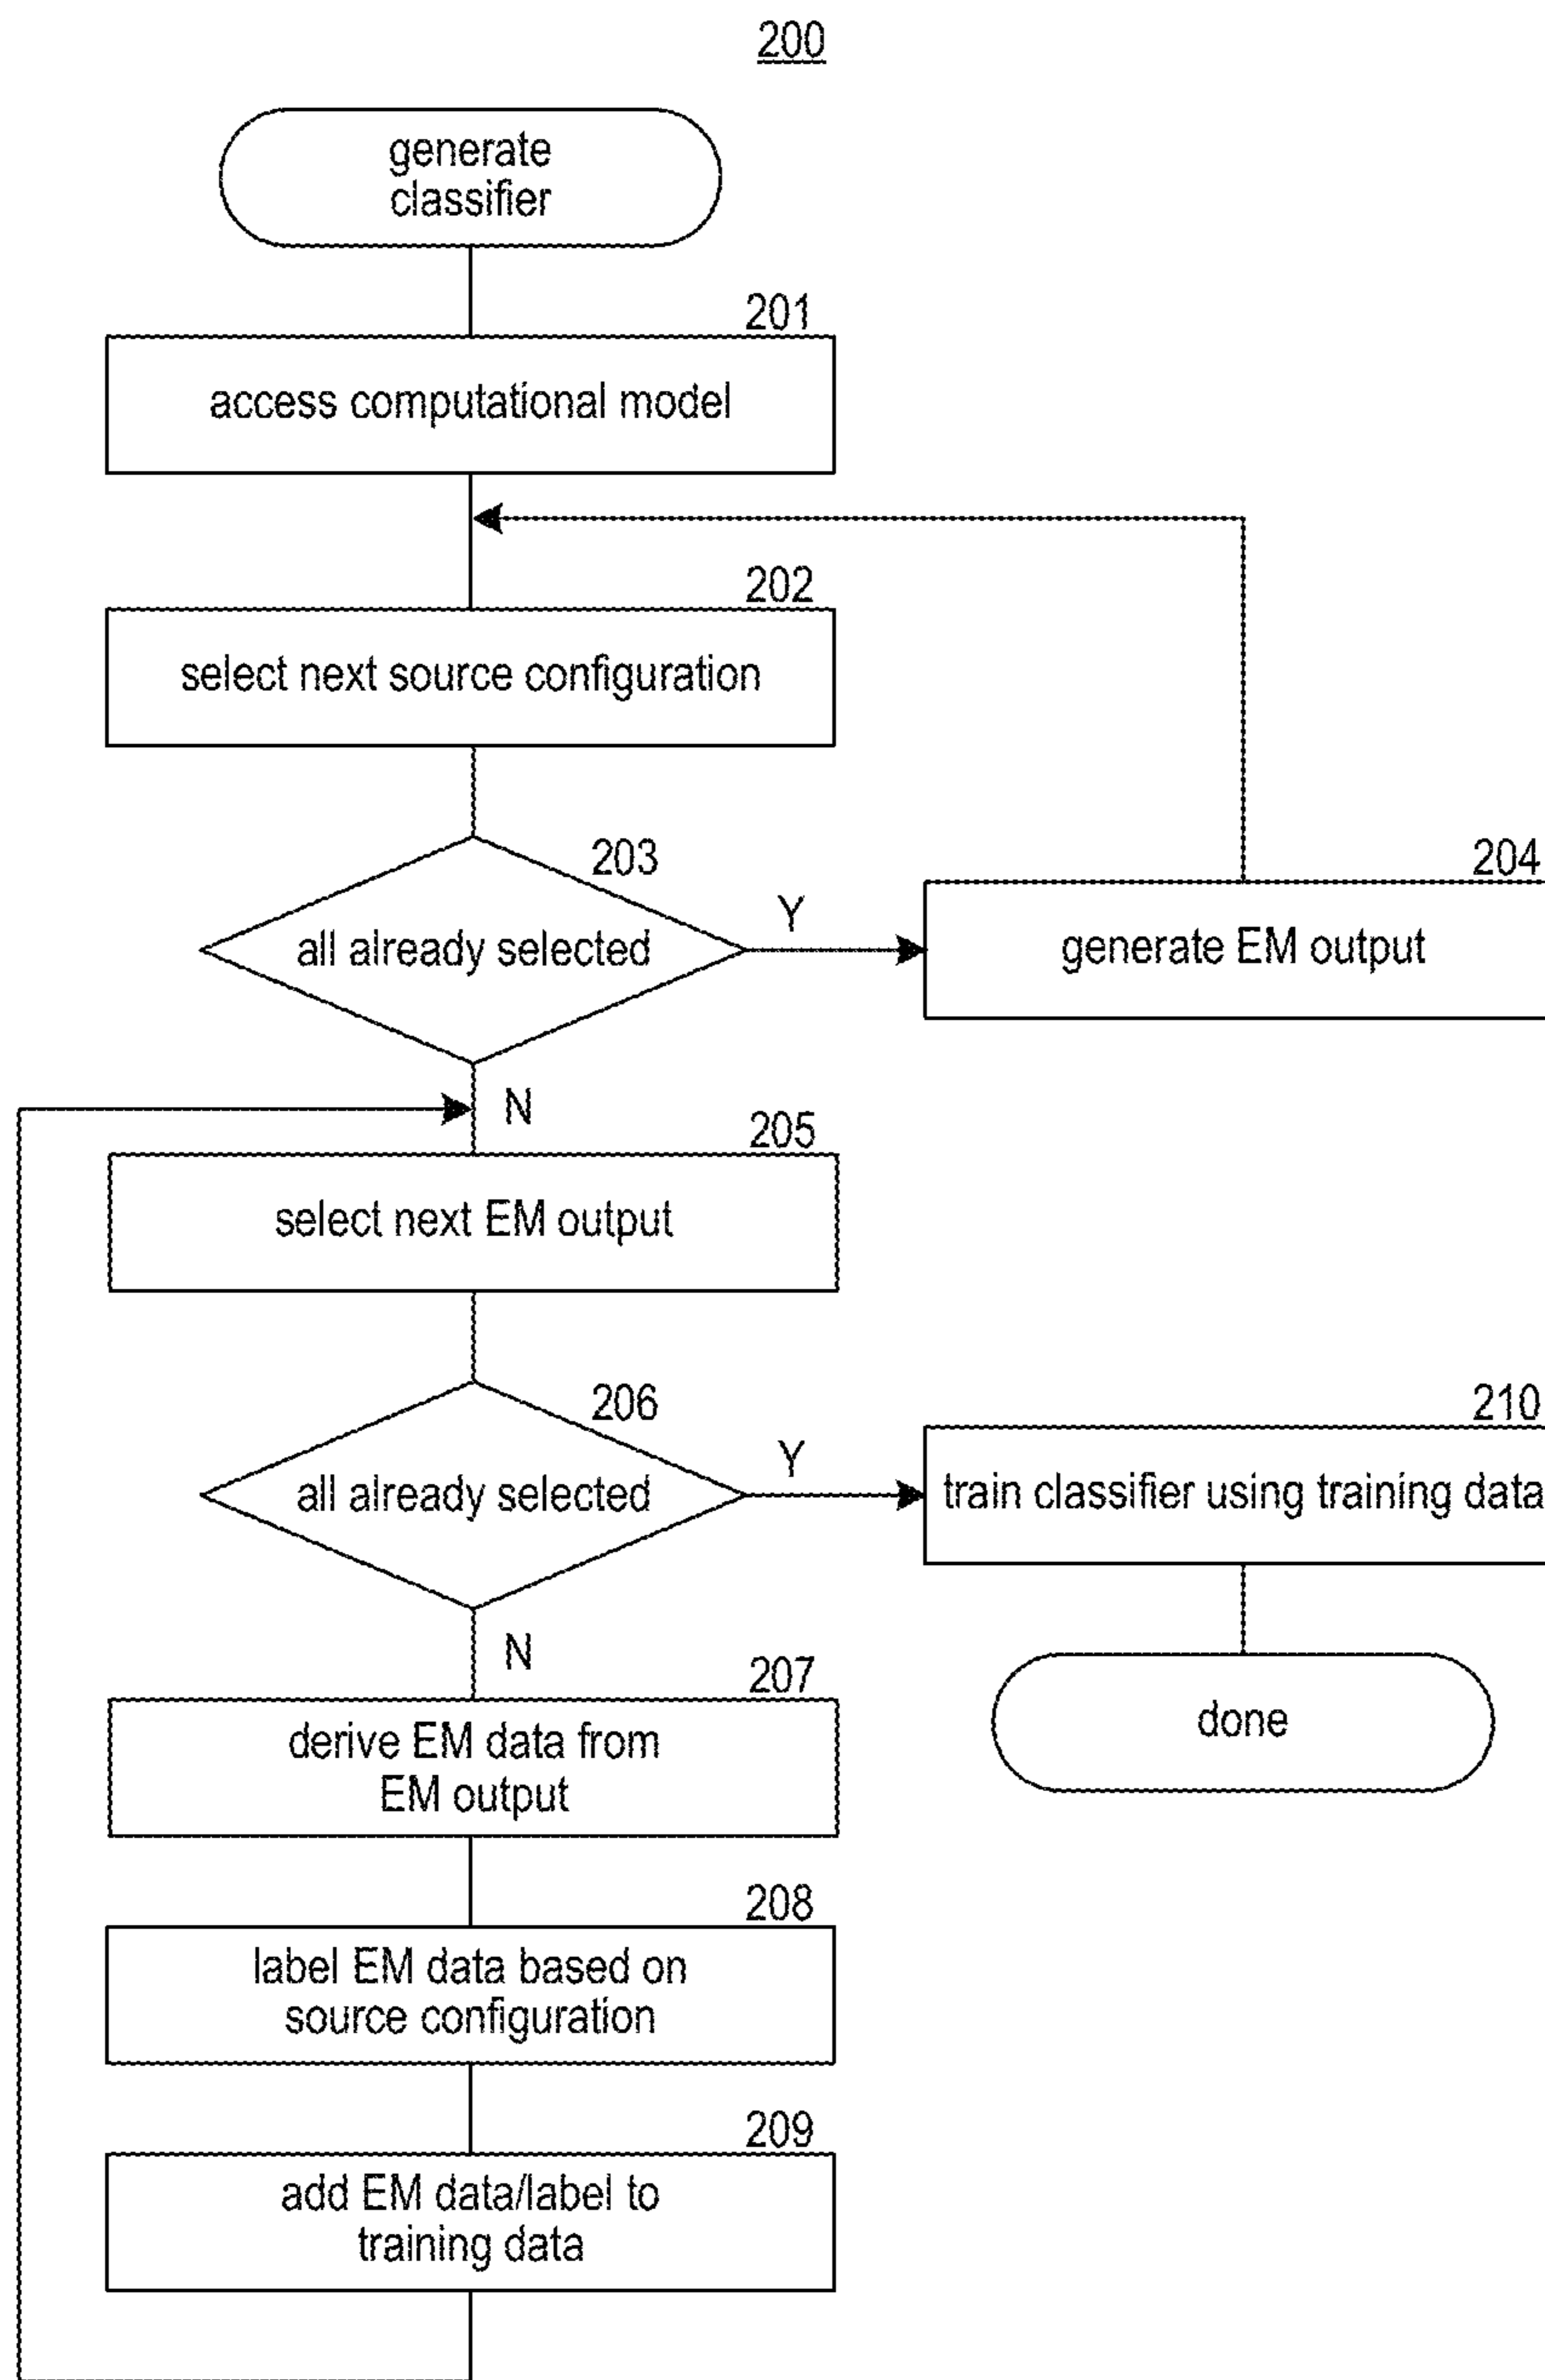 200
generate
classifier
201
access computational model
202
select next source configuration
203
all already selected
Y
204
generate EM output
N
205
select next EM output
206
all already selected
Y
210
train classifier using training data
N
done
207
derive EM data from
EM output
208
label EM data based on
source configuration
209
add EM data/label to
training data